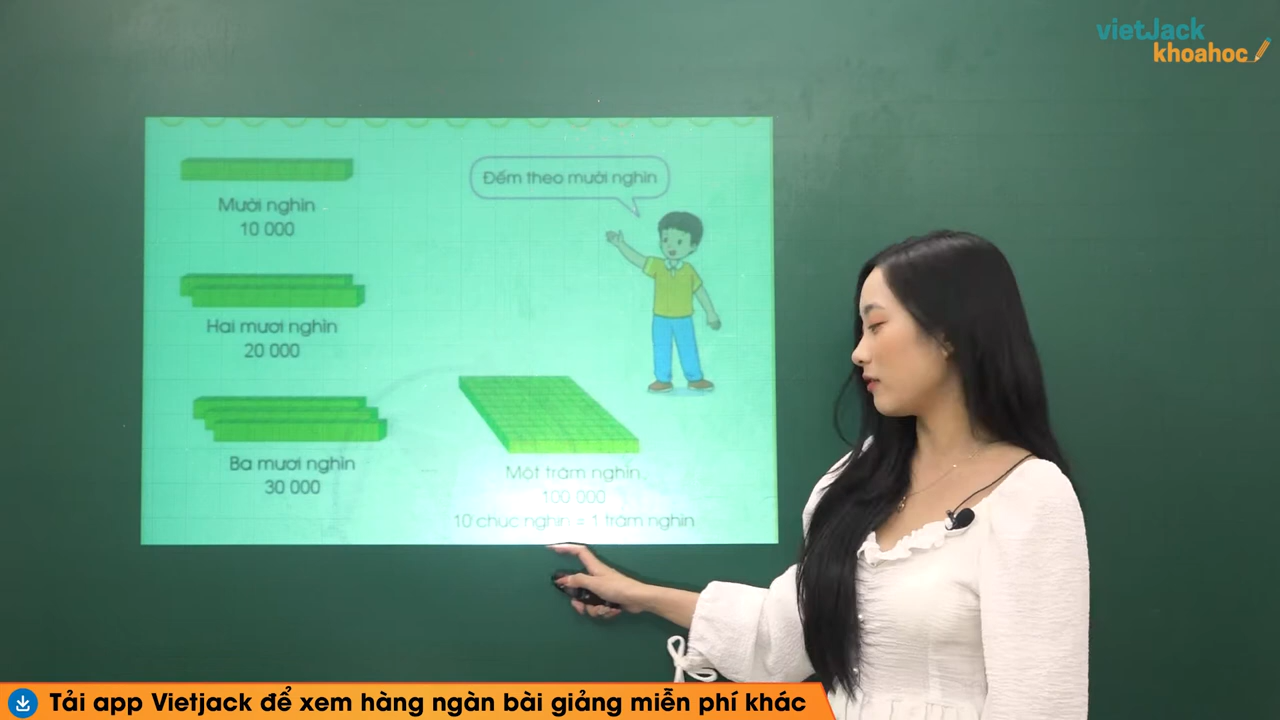 vietJack
khoahoc
Đếm theo mười nghìn
Mười nghìn
10 000
Hai mươi nghìn
20 000
Ba mươi nghìn
30 000
Một trăm nghìn
100 000
10 chục nghìn = 1 trăm nghìn
Tải app Vietjack để xem hàng ngàn bài giảng miễn phí khác